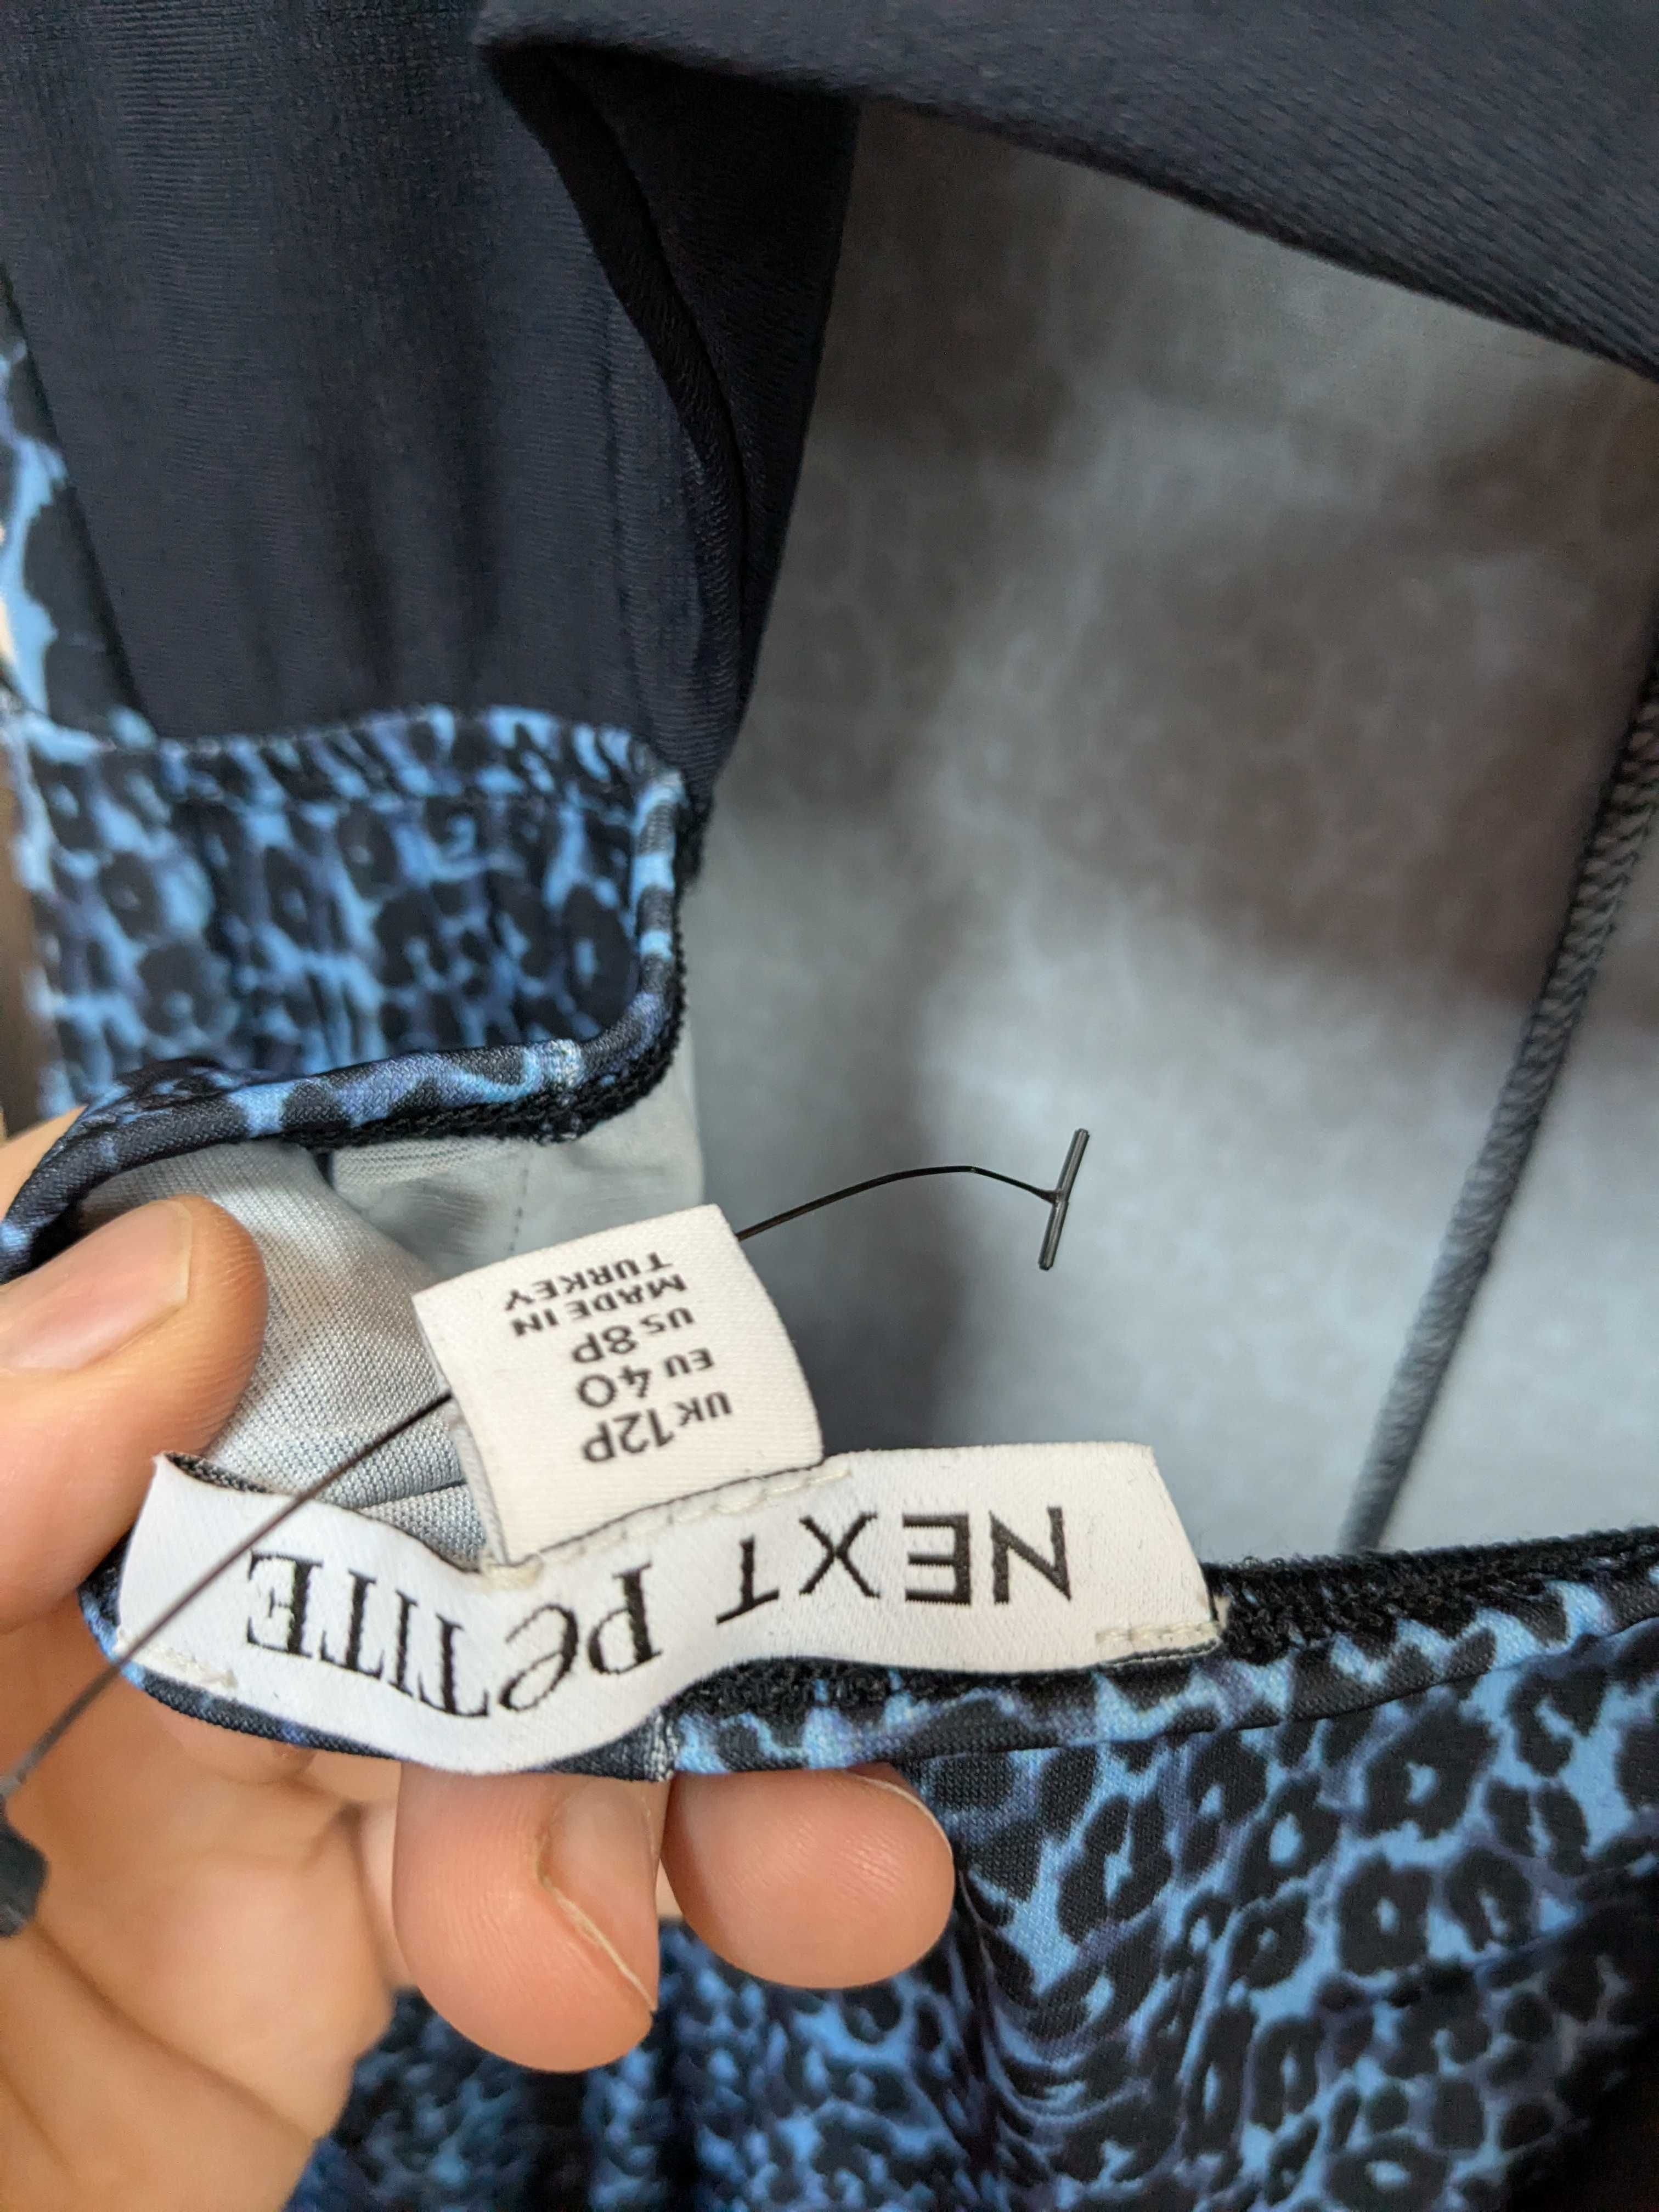 NEXT PeTITE
UK 12P
EU 40
US 8P
MADE IN
TURKEY